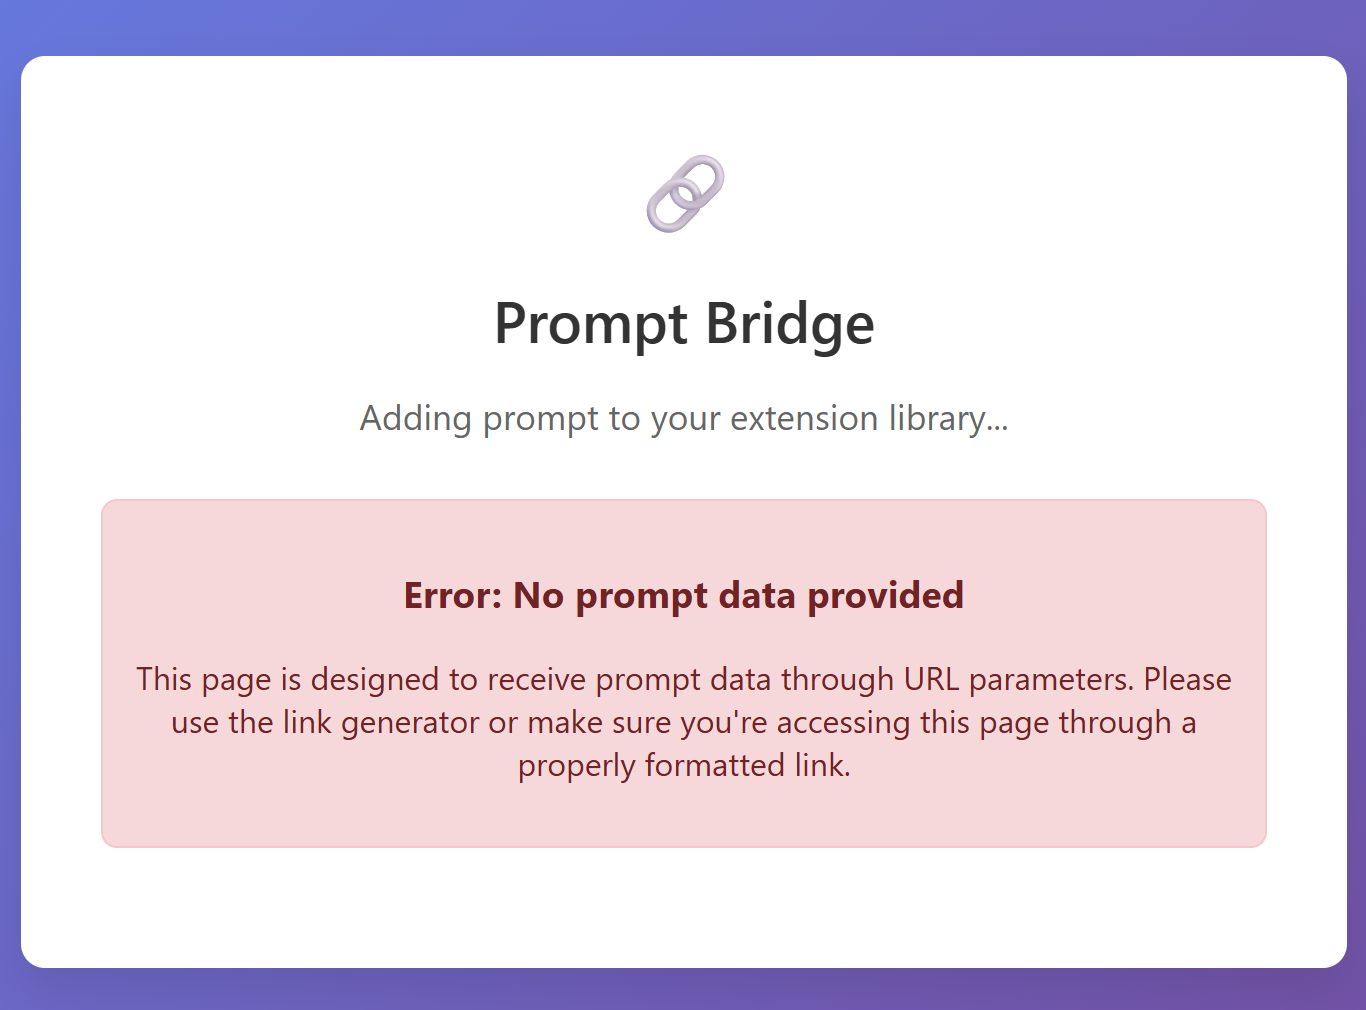 Prompt Bridge
Adding prompt to your extension library...
Error: No prompt data provided
This page is designed to receive prompt data through URL parameters. Please
use the link generator or make sure you're accessing this page through a
properly formatted link.